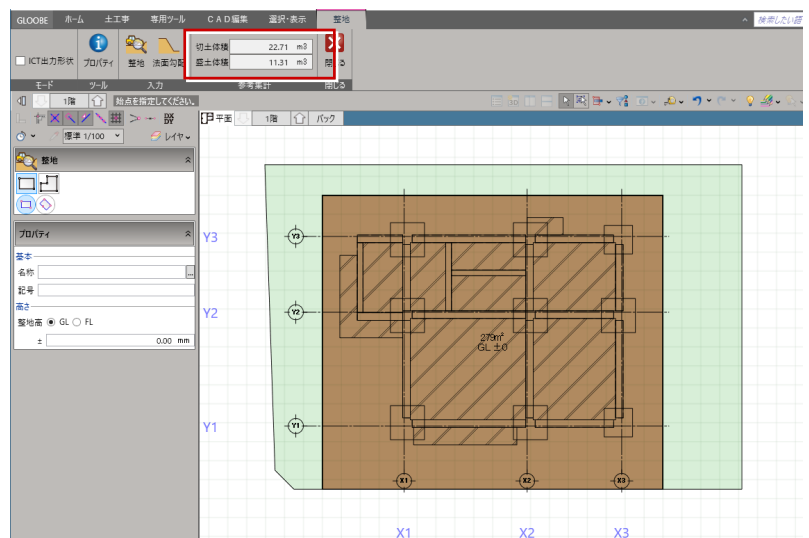 GLOOBE ホーム 土工事 専用ツール CAD編集 選択・表示 整地
検索したい語
ICT出力形状 プロパティ 整地 法面勾配
切土体積 22.71 m3
盛土体積 11.31 m3
閉じる
モード ツール 入力 参考集計 閉じる
1階 始点を指定してください。
平面 1階 パック
標準 1/100 レイヤ
整地
プロパティ
基本
名称 ...
記号
高さ
整地高 GL FL
± 0.00 mm
Y3 Y3
Y2 Y2
279㎡
GL ±0
Y1 Y1
X1 X2 X3
X1 X2 X3